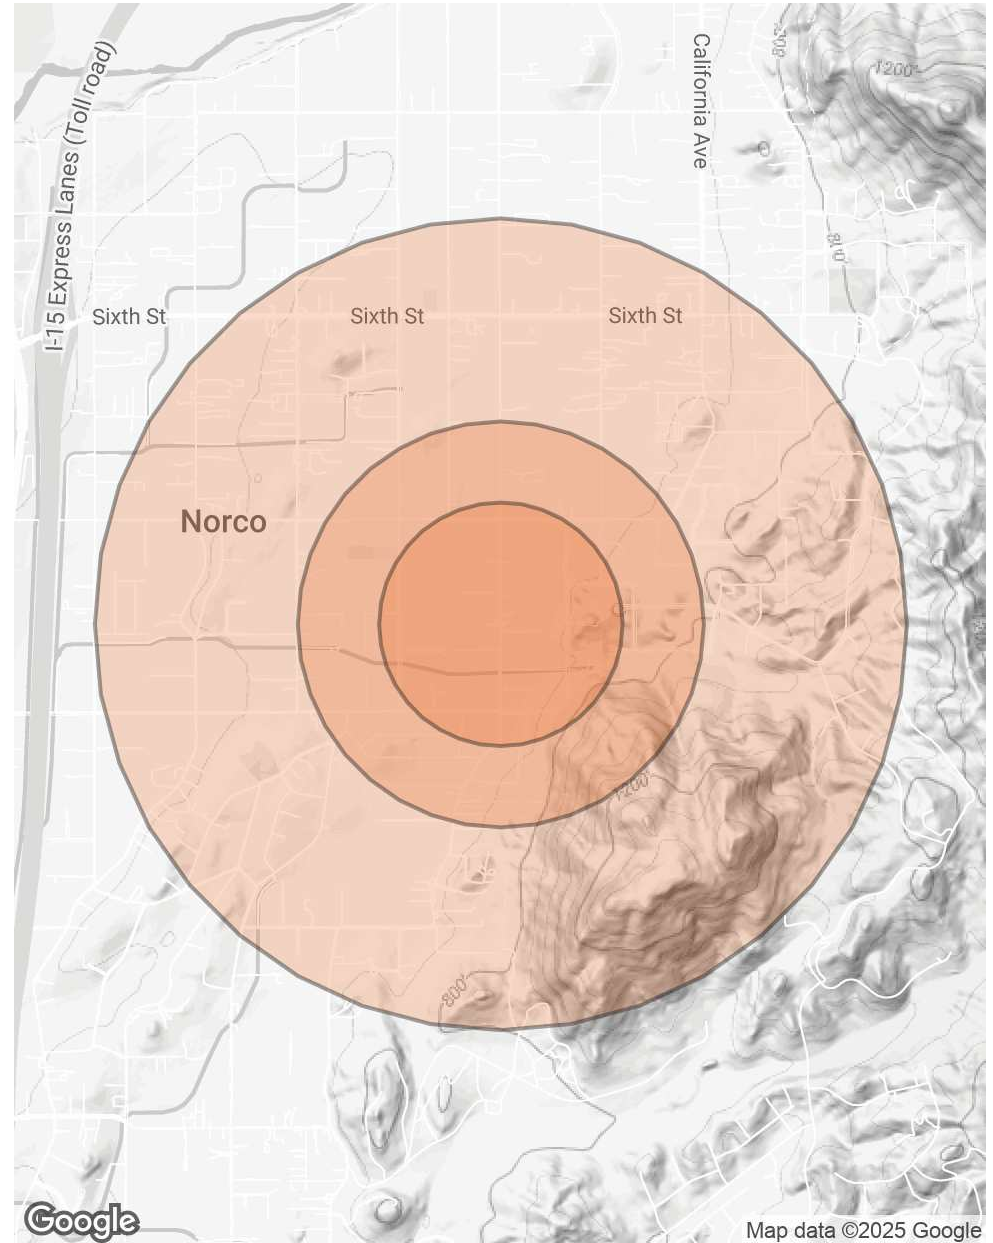 1200'
1200'
California Ave
I-15 Express Lanes (Toll road)
800'
Sixth St
Sixth St
Sixth St
Norco
1200'
800'
Google
Map data ©2025 Google